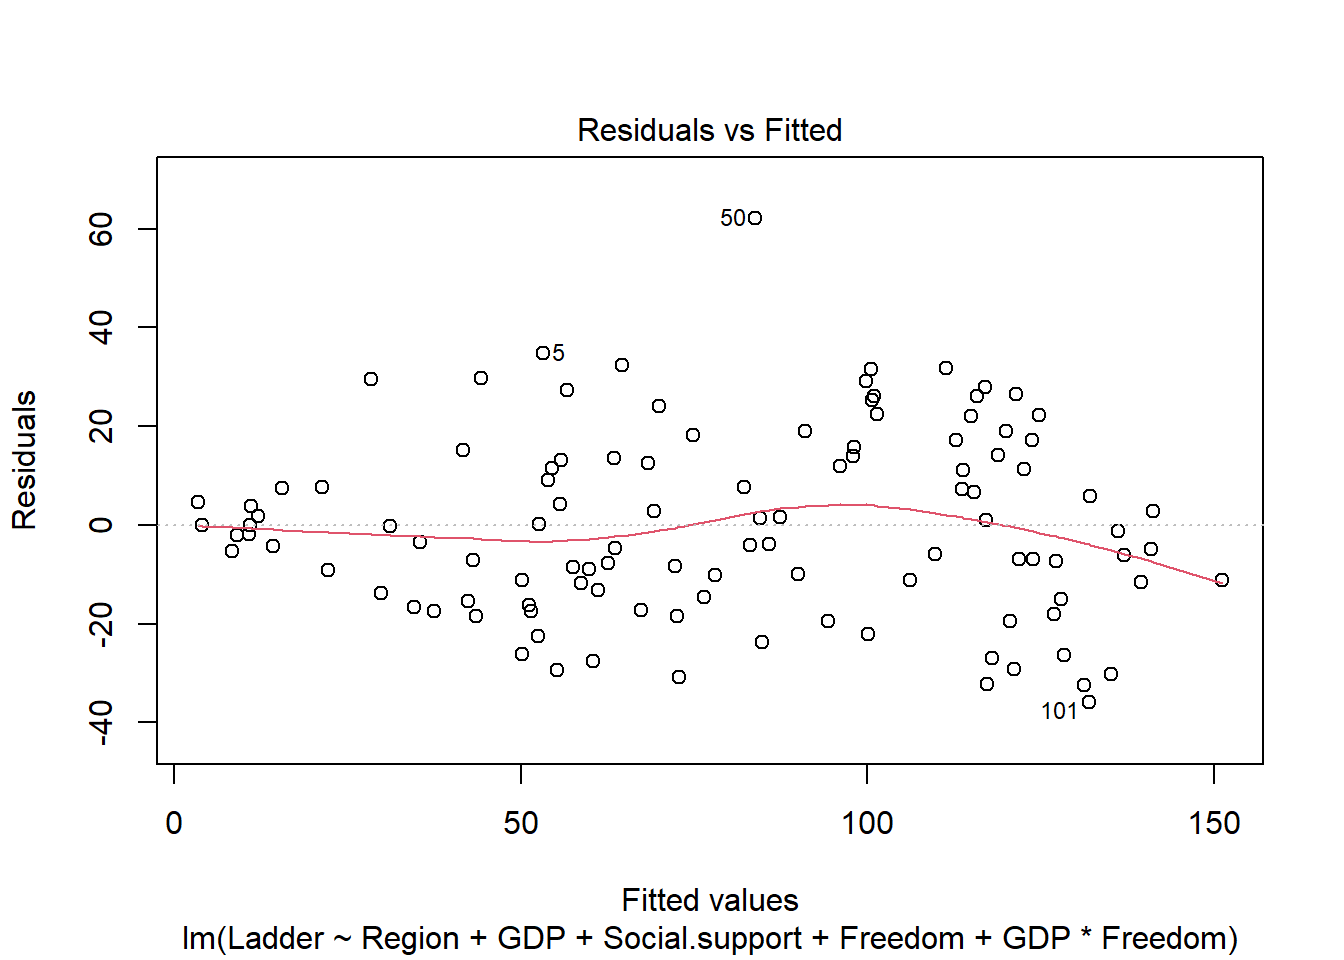 Residuals vs Fitted
Residuals
60
40
20
0
-20
-40
50
5
101
0 50 100 150
Fitted values
lm(Ladder ~ Region + GDP + Social.support + Freedom + GDP * Freedom)